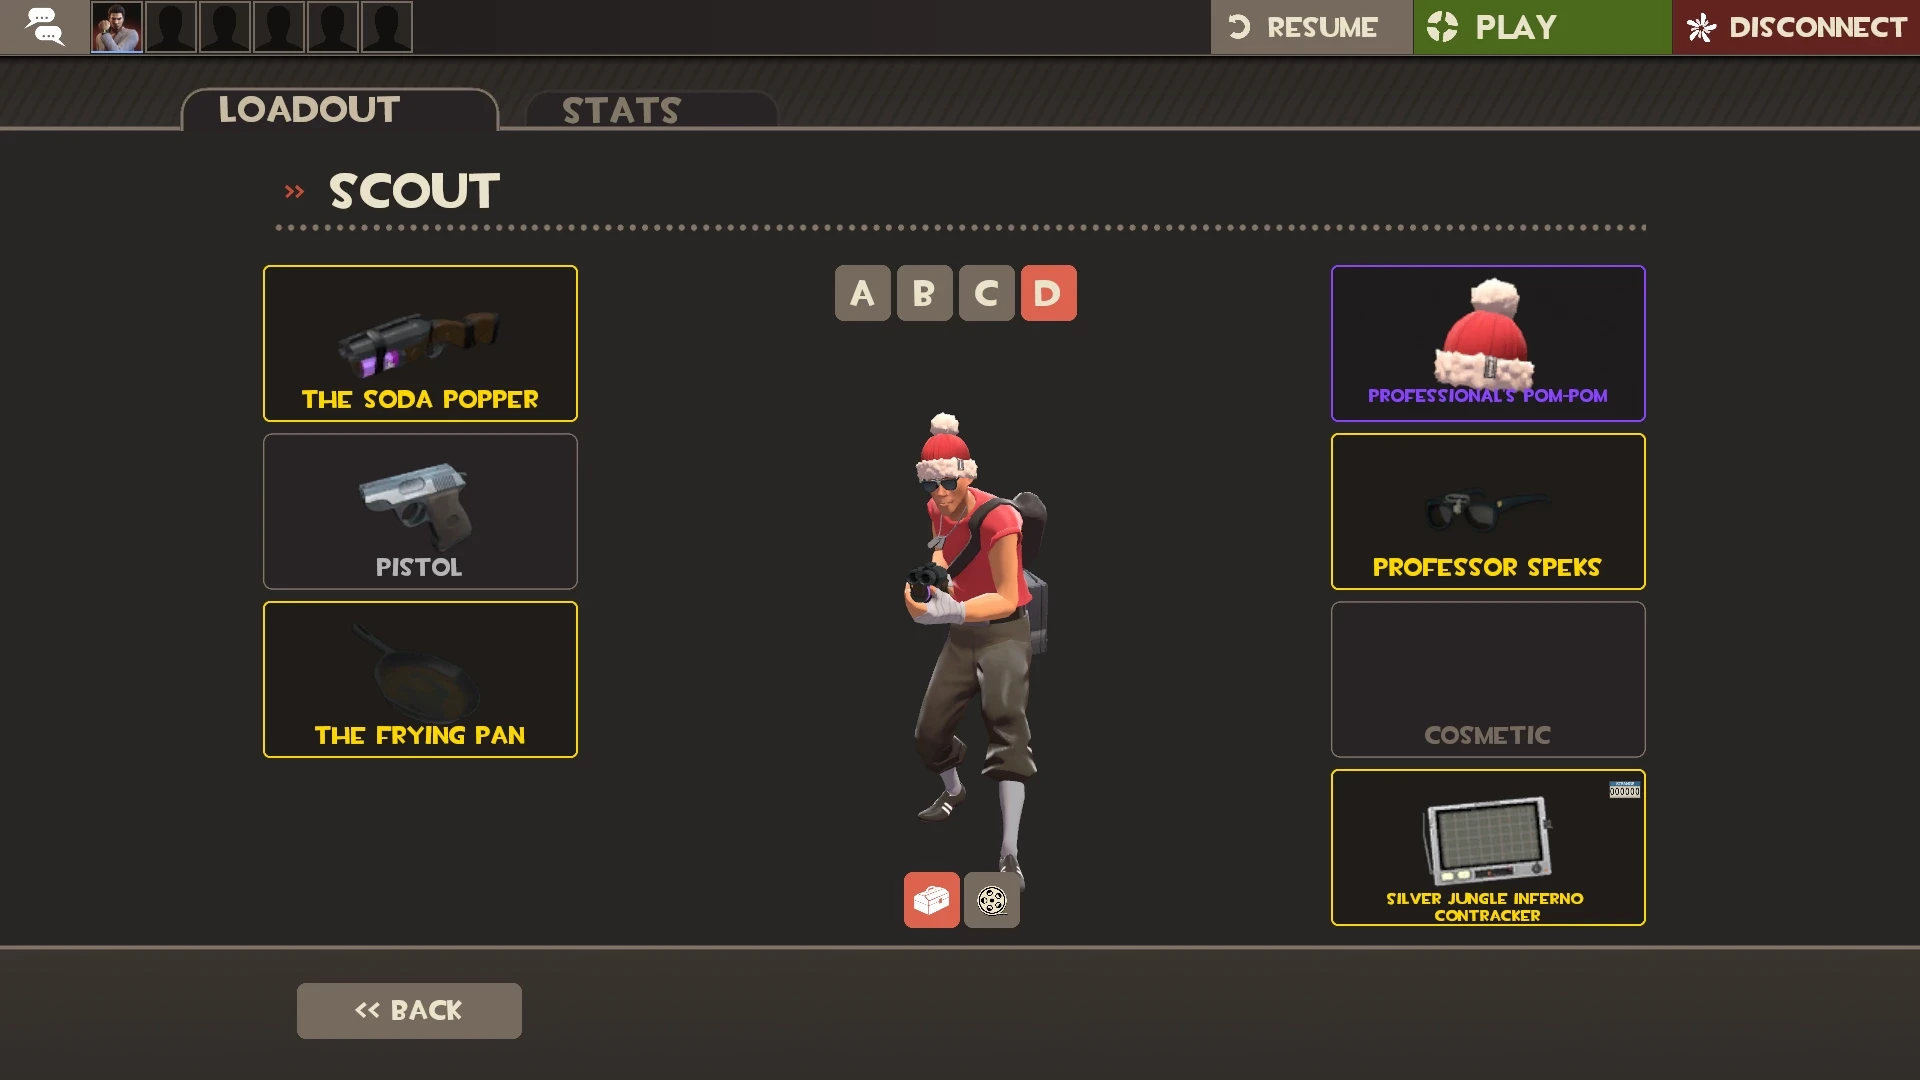 RESUME
PLAY
DISCONNECT
LOADOUT
STATS
>> SCOUT
A B C D
THE SODA POPPER
PISTOL
THE FRYING PAN
PROFESSIONAL'S POM-POM
PROFESSOR SPEKS
COSMETIC
000000
SILVER JUNGLE INFERNO
CONTRACKER
<< BACK